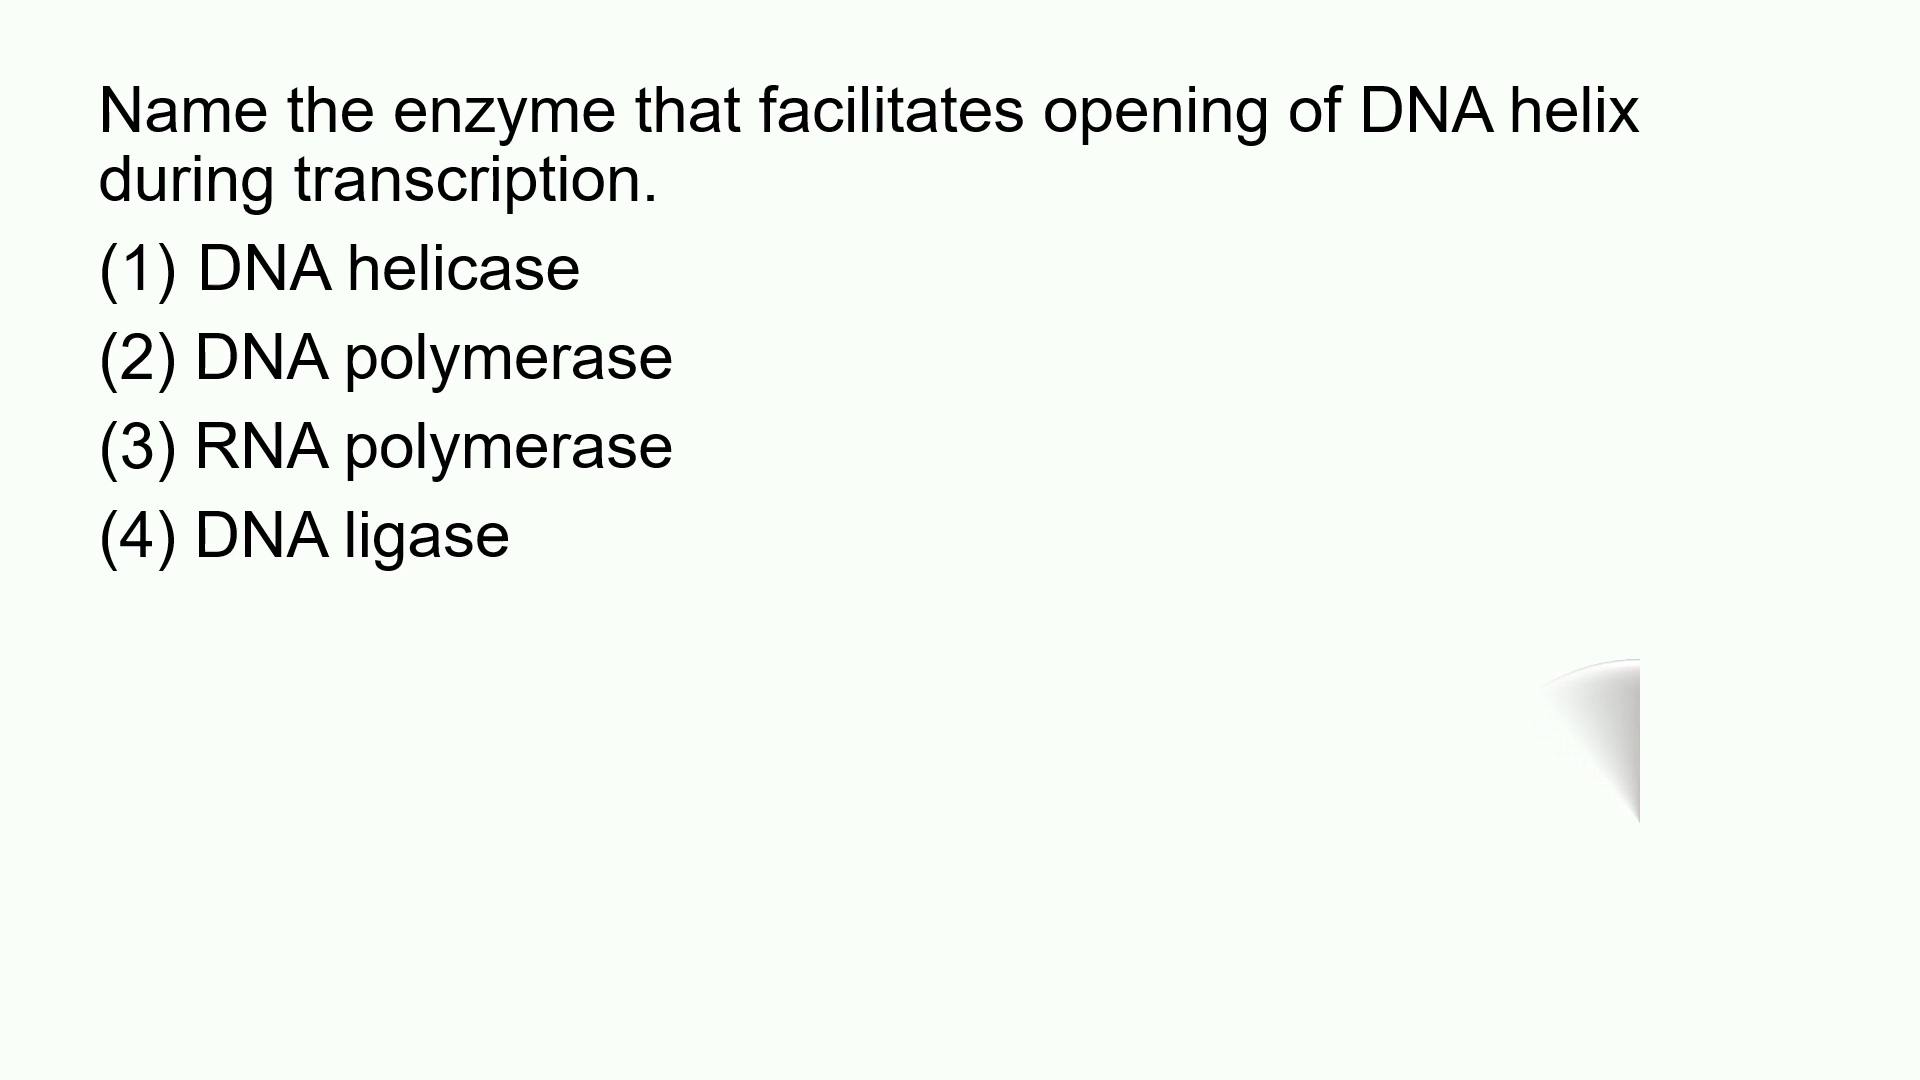 Name the enzyme that facilitates opening of DNA helix
during transcription.
(1) DNA helicase
(2) DNA polymerase
(3) RNA polymerase
(4) DNA ligase